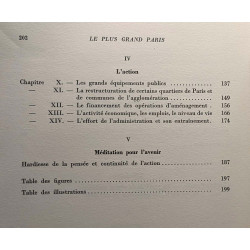 202 LE PLUS GRAND PARIS
IV
L'action
Chapitres X. — Les grands équipements publics 137
— XI. — La restructuration de certains quartiers de Paris et
de communes de l'agglomération 149
— XII. — Le financement des opérations d'aménagement 156
— XIII. — L'activité économique, les emplois, le niveau de vie 166
— XIV. — L'effort de l'administration et son entraînement 174
V
Méditation pour l'avenir
Hardiesse de la pensée et continuité de l'action 187
Table des figures 197
Table des illustrations 199